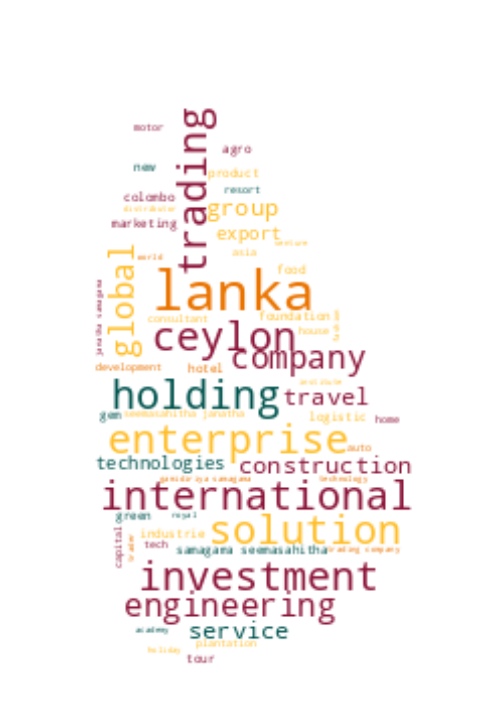 motor
trading
agro
new
product
resort
colombo
distributor
group
marketing
export
venture
global
world
asia
food
lanka
janatha samagama
consultant
foundation
ceylon
house
company
development
hotel
institute
holding
travel
gem
seemasahitha janatha
logistic
home
enterprise
auto
technologies
construction
gamidiriya samagama
technology
international
green
royal
capital
trader
industrie
solution
tech
samagama seemasahitha
trading company
investment
engineering
academy
service
plantation
holiday
tour